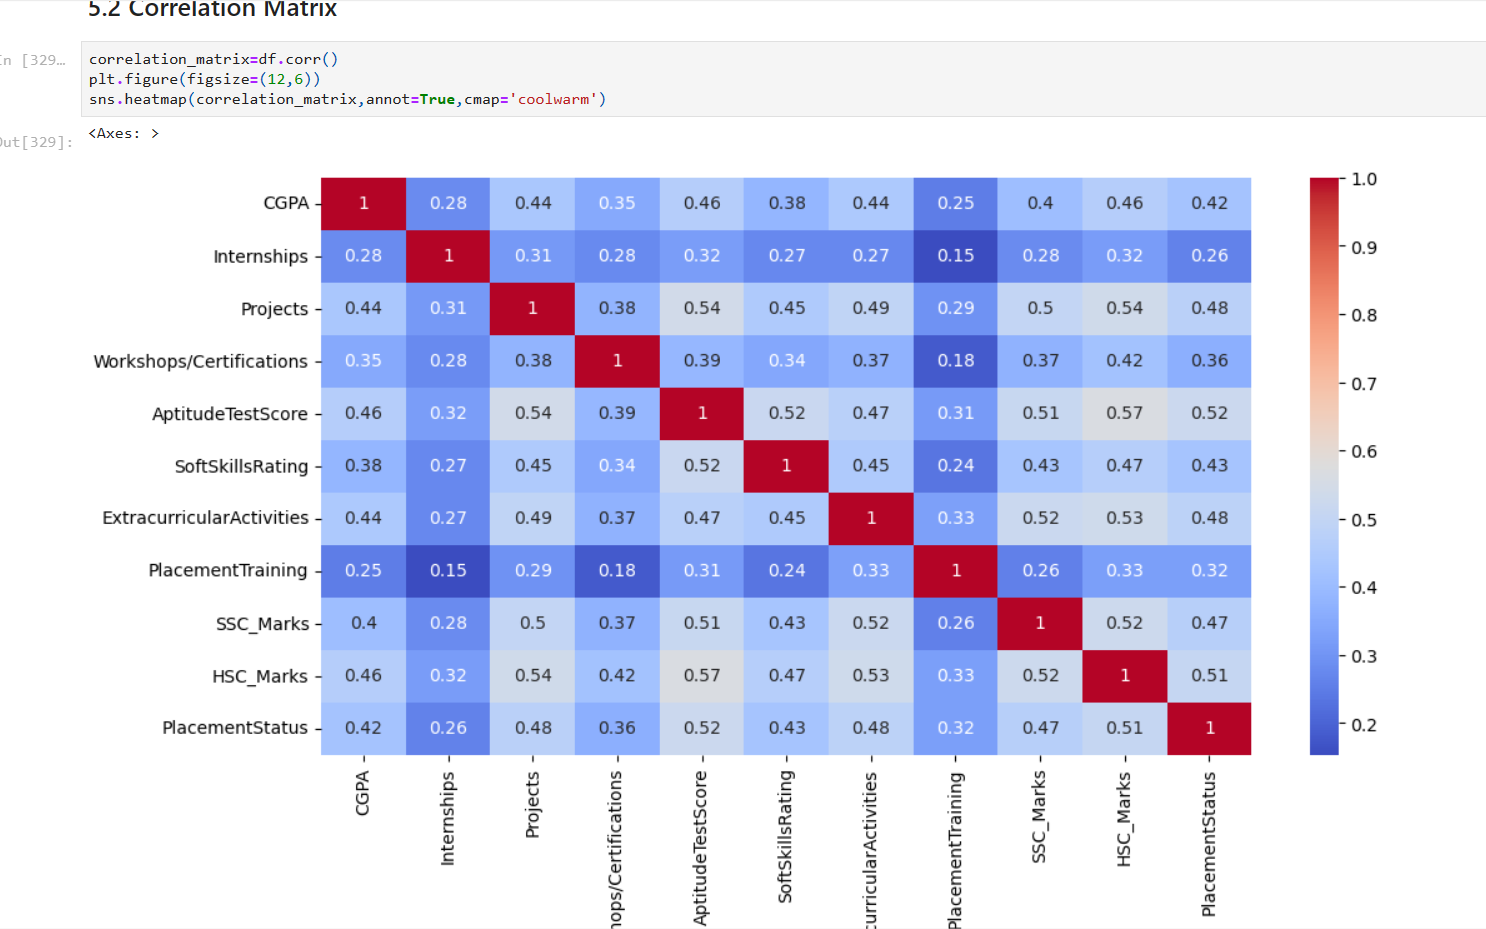 5.2 Correlation Matrix
In [329…
correlation_matrix=df.corr()
plt.figure(figsize=(12,6))
sns.heatmap(correlation_matrix,annot=True,cmap='coolwarm')
Out[329]:
<Axes: >
CGPA 1 0.28 0.44 0.35 0.46 0.38 0.44 0.25 0.4 0.46 0.42
Internships 0.28 1 0.31 0.28 0.32 0.27 0.27 0.15 0.28 0.32 0.26
Projects 0.44 0.31 1 0.38 0.54 0.45 0.49 0.29 0.5 0.54 0.48
Workshops/Certifications 0.35 0.28 0.38 1 0.39 0.34 0.37 0.18 0.37 0.42 0.36
AptitudeTestScore 0.46 0.32 0.54 0.39 1 0.52 0.47 0.31 0.51 0.57 0.52
SoftSkillsRating 0.38 0.27 0.45 0.34 0.52 1 0.45 0.24 0.43 0.47 0.43
ExtracurricularActivities 0.44 0.27 0.49 0.37 0.47 0.45 1 0.33 0.52 0.53 0.48
PlacementTraining 0.25 0.15 0.29 0.18 0.31 0.24 0.33 1 0.26 0.33 0.32
SSC_Marks 0.4 0.28 0.5 0.37 0.51 0.43 0.52 0.26 1 0.52 0.47
HSC_Marks 0.46 0.32 0.54 0.42 0.57 0.47 0.53 0.33 0.52 1 0.51
PlacementStatus 0.42 0.26 0.48 0.36 0.52 0.43 0.48 0.32 0.47 0.51 1
CGPA
Internships
Projects
hops/Certifications
AptitudeTestScore
SoftSkillsRating
curricularActivities
PlacementTraining
SSC_Marks
HSC_Marks
PlacementStatus
1.0
0.9
0.8
0.7
0.6
0.5
0.4
0.3
0.2